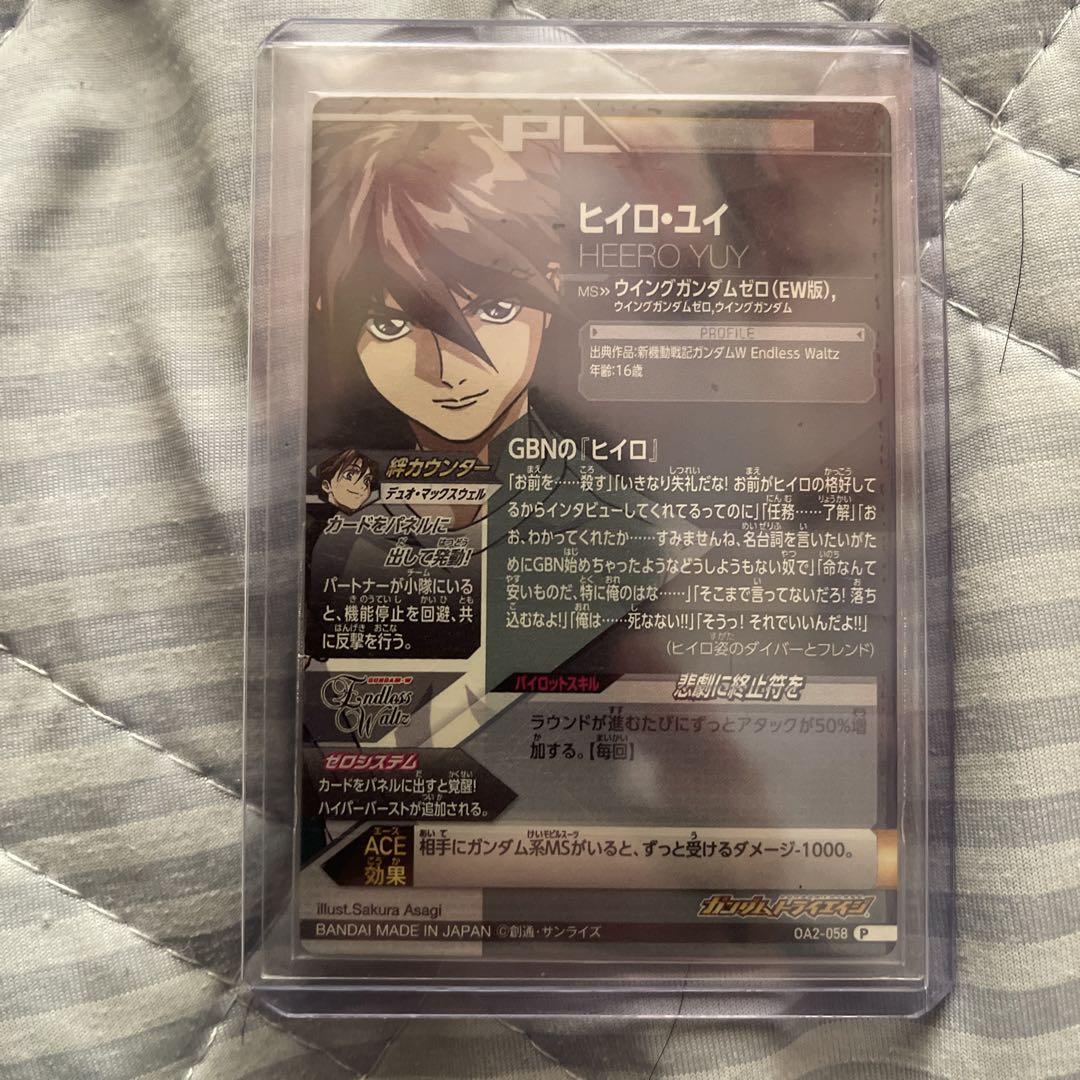 PL
ヒイロ・ユイ
HEERO YUY
MS» ウイングガンダムゼロ(EW版),
ウイングガンダムゼロ,ウイングガンダム
PROFILE
出典作品:新機動戦記ガンダムW Endless Waltz
年齢:16歳
GBNの『ヒイロ』
「お前を……殺す」「いきなり失礼だな! お前がヒイロの格好して
るからインタビューしてくれてるってのに」「任務……了解」「お
お、わかってくれたか……すみませんね、名台詞を言いたいがた
めにGBN始めちゃったようなどうしようもない奴で」「命なんて
安いものだ、特に俺のはな……」「そこまで言ってないだろ! 落ち
込むなよ!」「俺は……死なない!!」「そうっ! それでいいんだよ!!」
(ヒイロ姿のダイバーとフレンド)
絆カウンター
デュオ・マックスウェル
カードをパネルに
出して発動!
パートナーが小隊にいる
と、機能停止を回避、共
に反撃を行う。
GUNDAM-W
Endless
Waltz
パイロットスキル
悲劇に終止符を
ラウンドが進むたびにずっとアタックが50%増
加する。【毎回】
ゼロシステム
カードをパネルに出すと覚醒!
ハイパーバーストが追加される。
ACE
効果
相手にガンダム系MSがいると、ずっと受けるダメージ-1000。
illust.Sakura Asagi
ガンダムトライエイジ
BANDAI MADE IN JAPAN ©創通・サンライズ
OA2-058 P